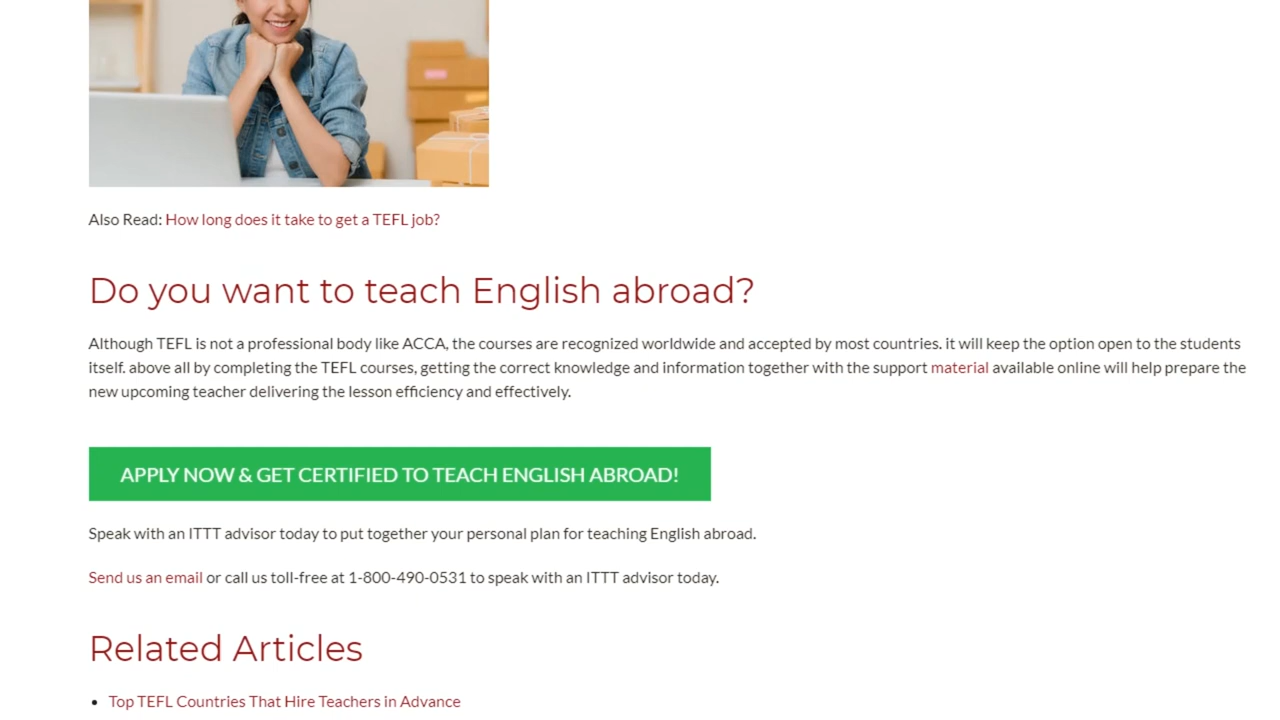 Also Read: How long does it take to get a TEFL job?
Do you want to teach English abroad?
Although TEFL is not a professional body like ACCA, the courses are recognized worldwide and accepted by most countries. it will keep the option open to the students
itself. above all by completing the TEFL courses, getting the correct knowledge and information together with the support material available online will help prepare the
new upcoming teacher delivering the lesson efficiency and effectively.
APPLY NOW & GET CERTIFIED TO TEACH ENGLISH ABROAD!
Speak with an ITTT advisor today to put together your personal plan for teaching English abroad.
Send us an email or call us toll-free at 1-800-490-0531 to speak with an ITTT advisor today.
Related Articles
• Top TEFL Countries That Hire Teachers in Advance